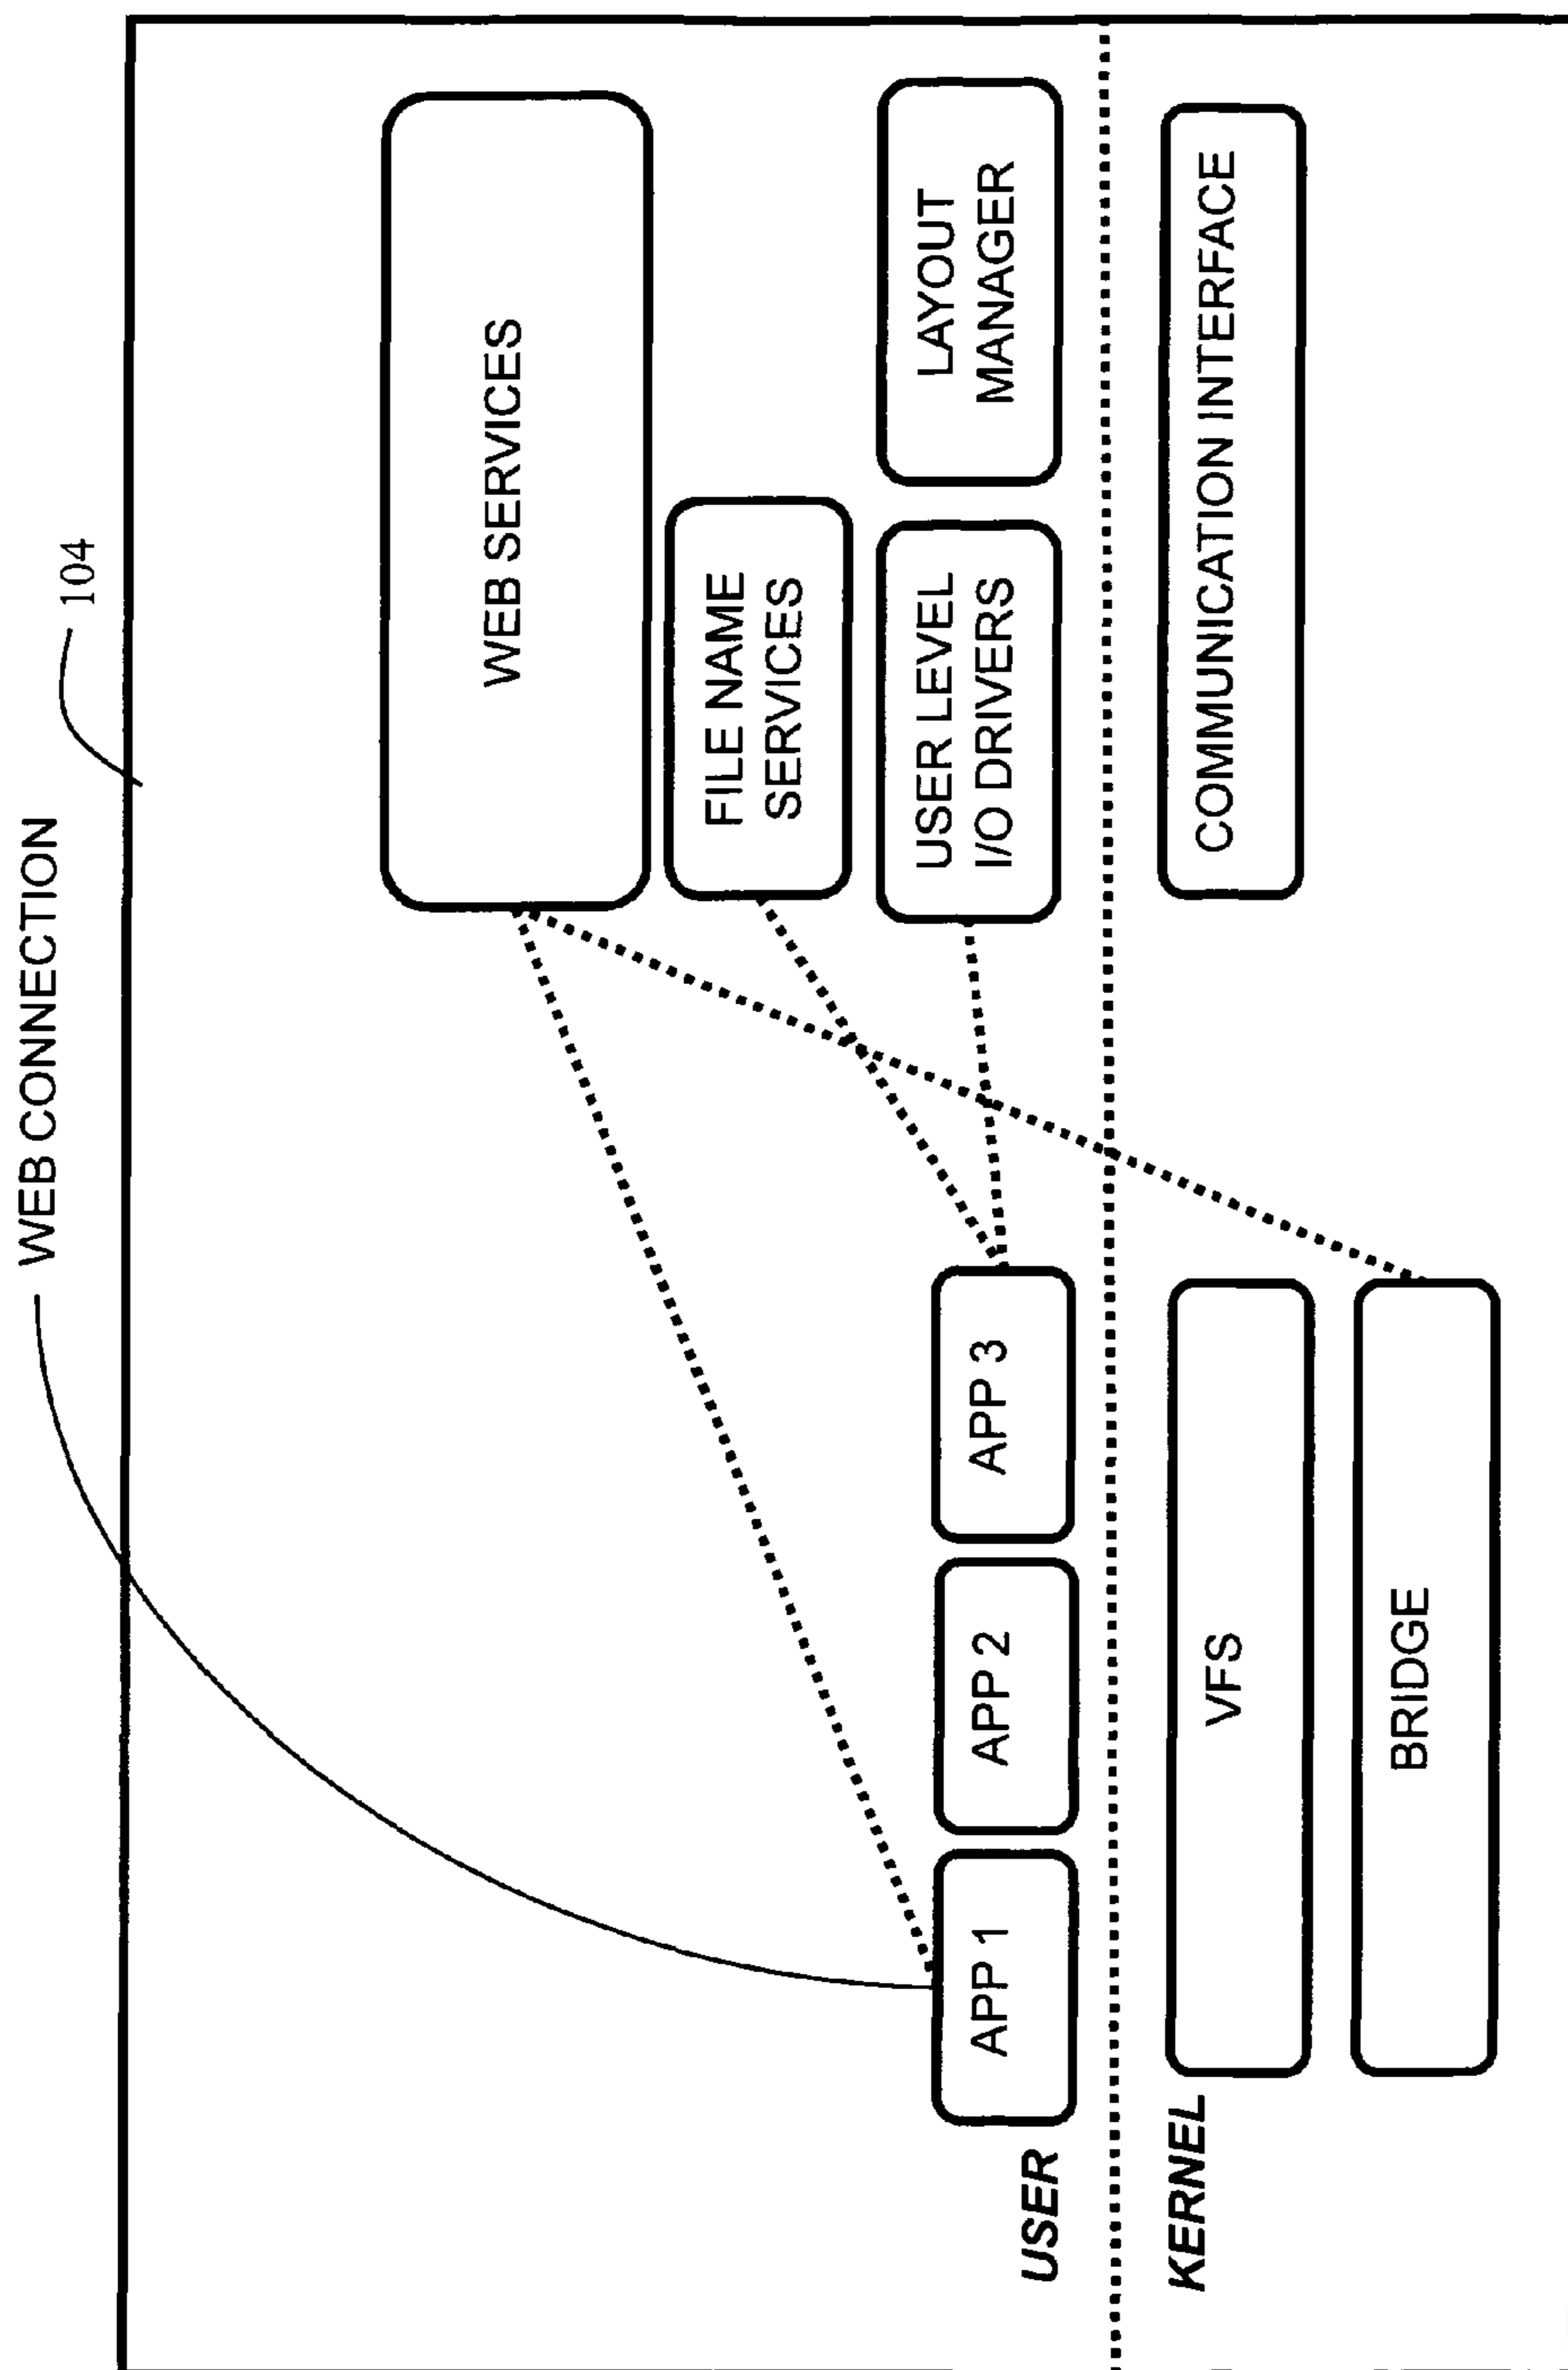 WEB CONNECTION
104
WEB SERVICES
FILE NAME
SERVICES
USER LEVEL
I/O DRIVERS
LAYOUT
MANAGER
APP 1
APP 2
APP 3
USER
KERNEL
VFS
COMMUNICATION INTERFACE
BRIDGE